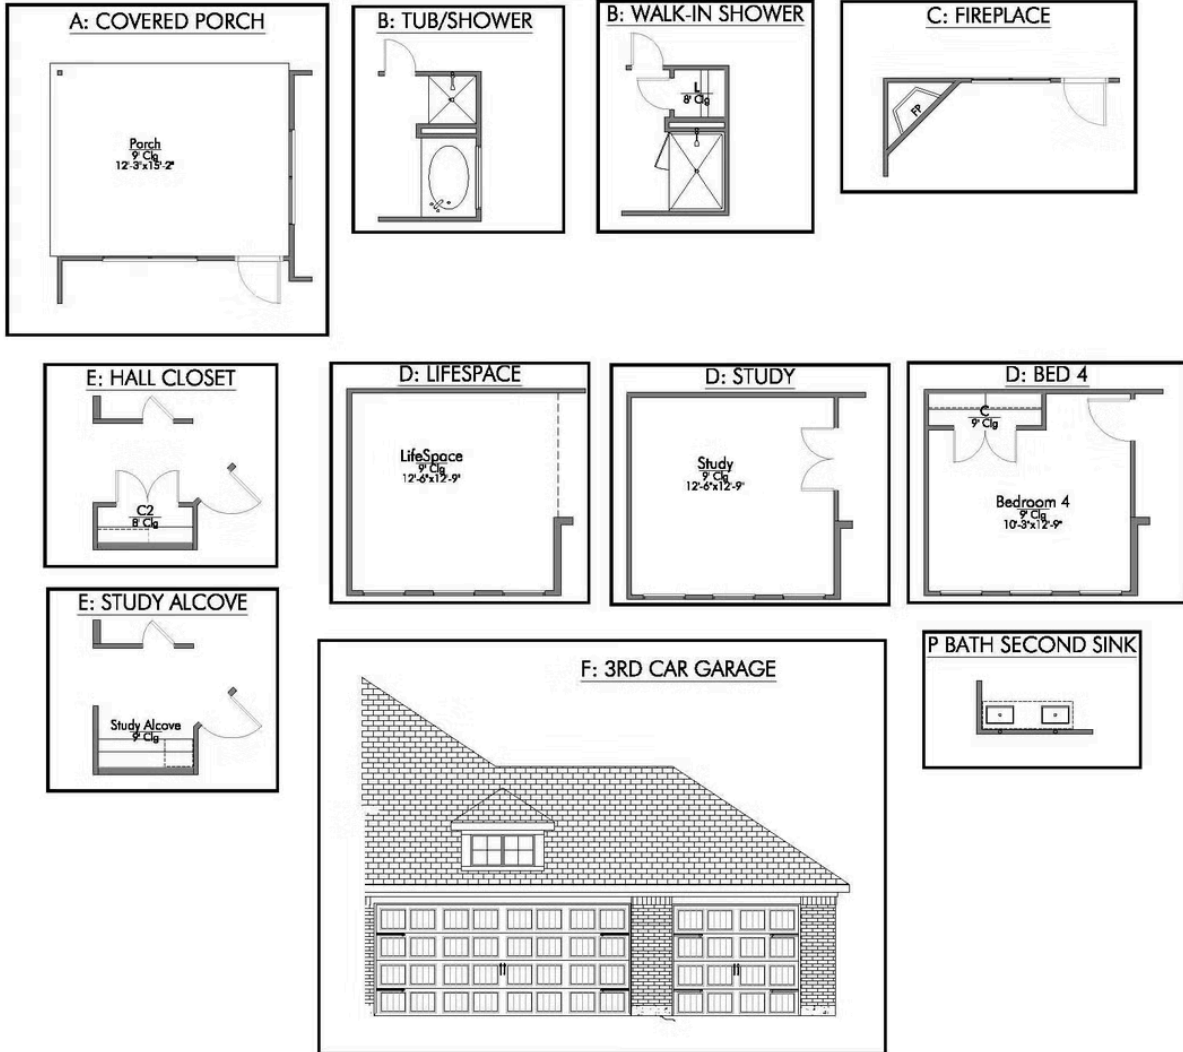 A: COVERED PORCH
Porch
9' Clg
12'-3"x15'-2"
B: TUB/SHOWER
B: WALK-IN SHOWER
L
8' Clg
C: FIREPLACE
FP
E: HALL CLOSET
C2
8' Clg
D: LIFESPACE
LifeSpace
9' Clg
12'-6"x12'-9"
D: STUDY
Study
9' Clg
12'-6"x12'-9"
D: BED 4
C
9' Clg
Bedroom 4
9' Clg
10'-3"x12'-9"
E: STUDY ALCOVE
Study Alcove
9' Clg
F: 3RD CAR GARAGE
P BATH SECOND SINK